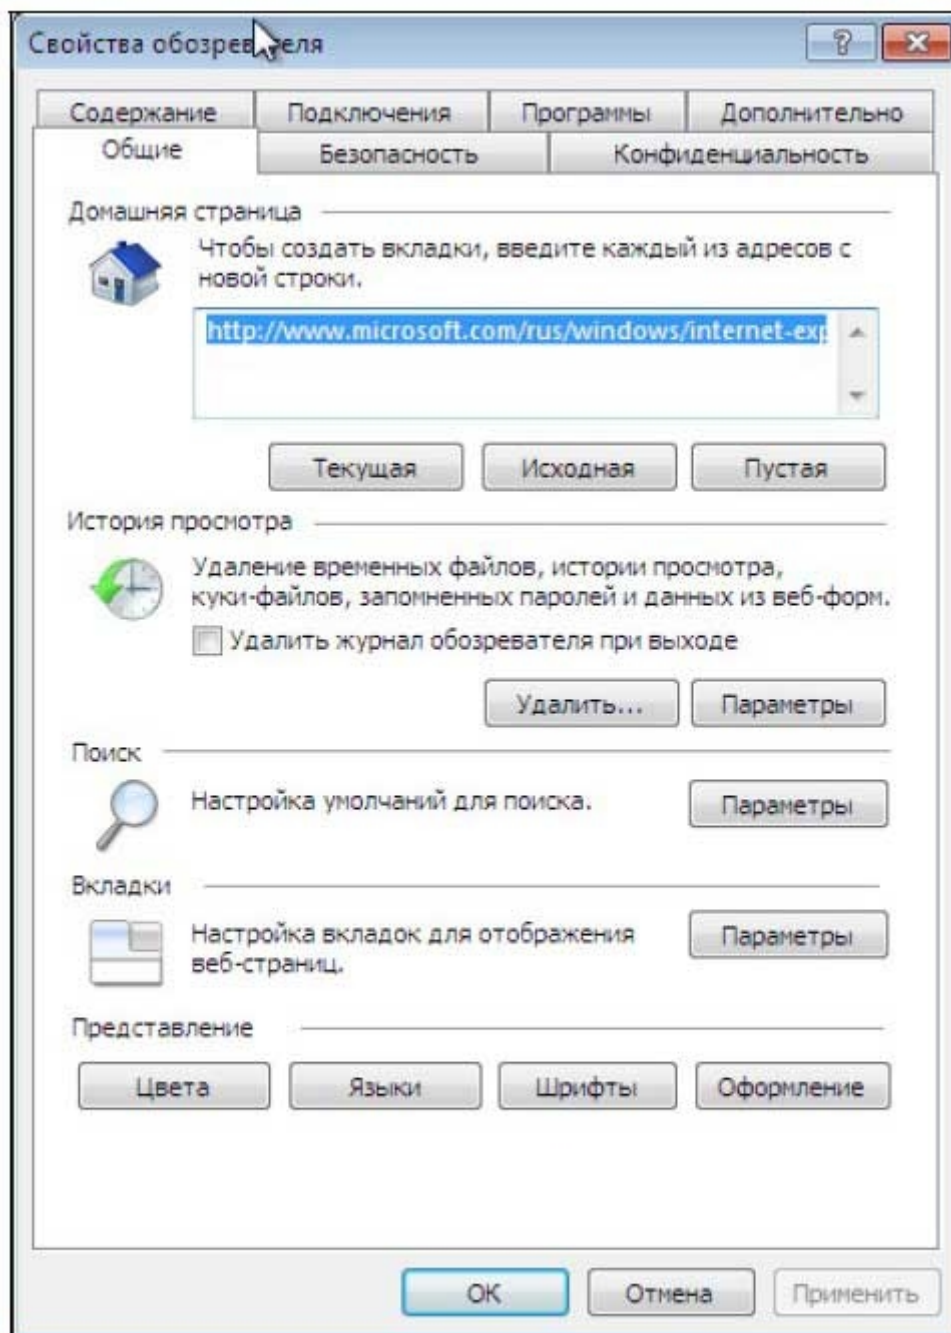 Свойства обозревателя
Содержание Подключения Программы Дополнительно
Общие Безопасность Конфиденциальность
Домашняя страница
Чтобы создать вкладки, введите каждый из адресов с
новой строки.
http://www.microsoft.com/rus/windows/internet-exp
Текущая Исходная Пустая
История просмотра
Удаление временных файлов, истории просмотра,
куки-файлов, запомненных паролей и данных из веб-форм.
Удалить журнал обозревателя при выходе
Удалить... Параметры
Поиск
Настройка умолчаний для поиска.
Параметры
Вкладки
Настройка вкладок для отображения
веб-страниц.
Параметры
Представление
Цвета Языки Шрифты Оформление
ОК Отмена Применить